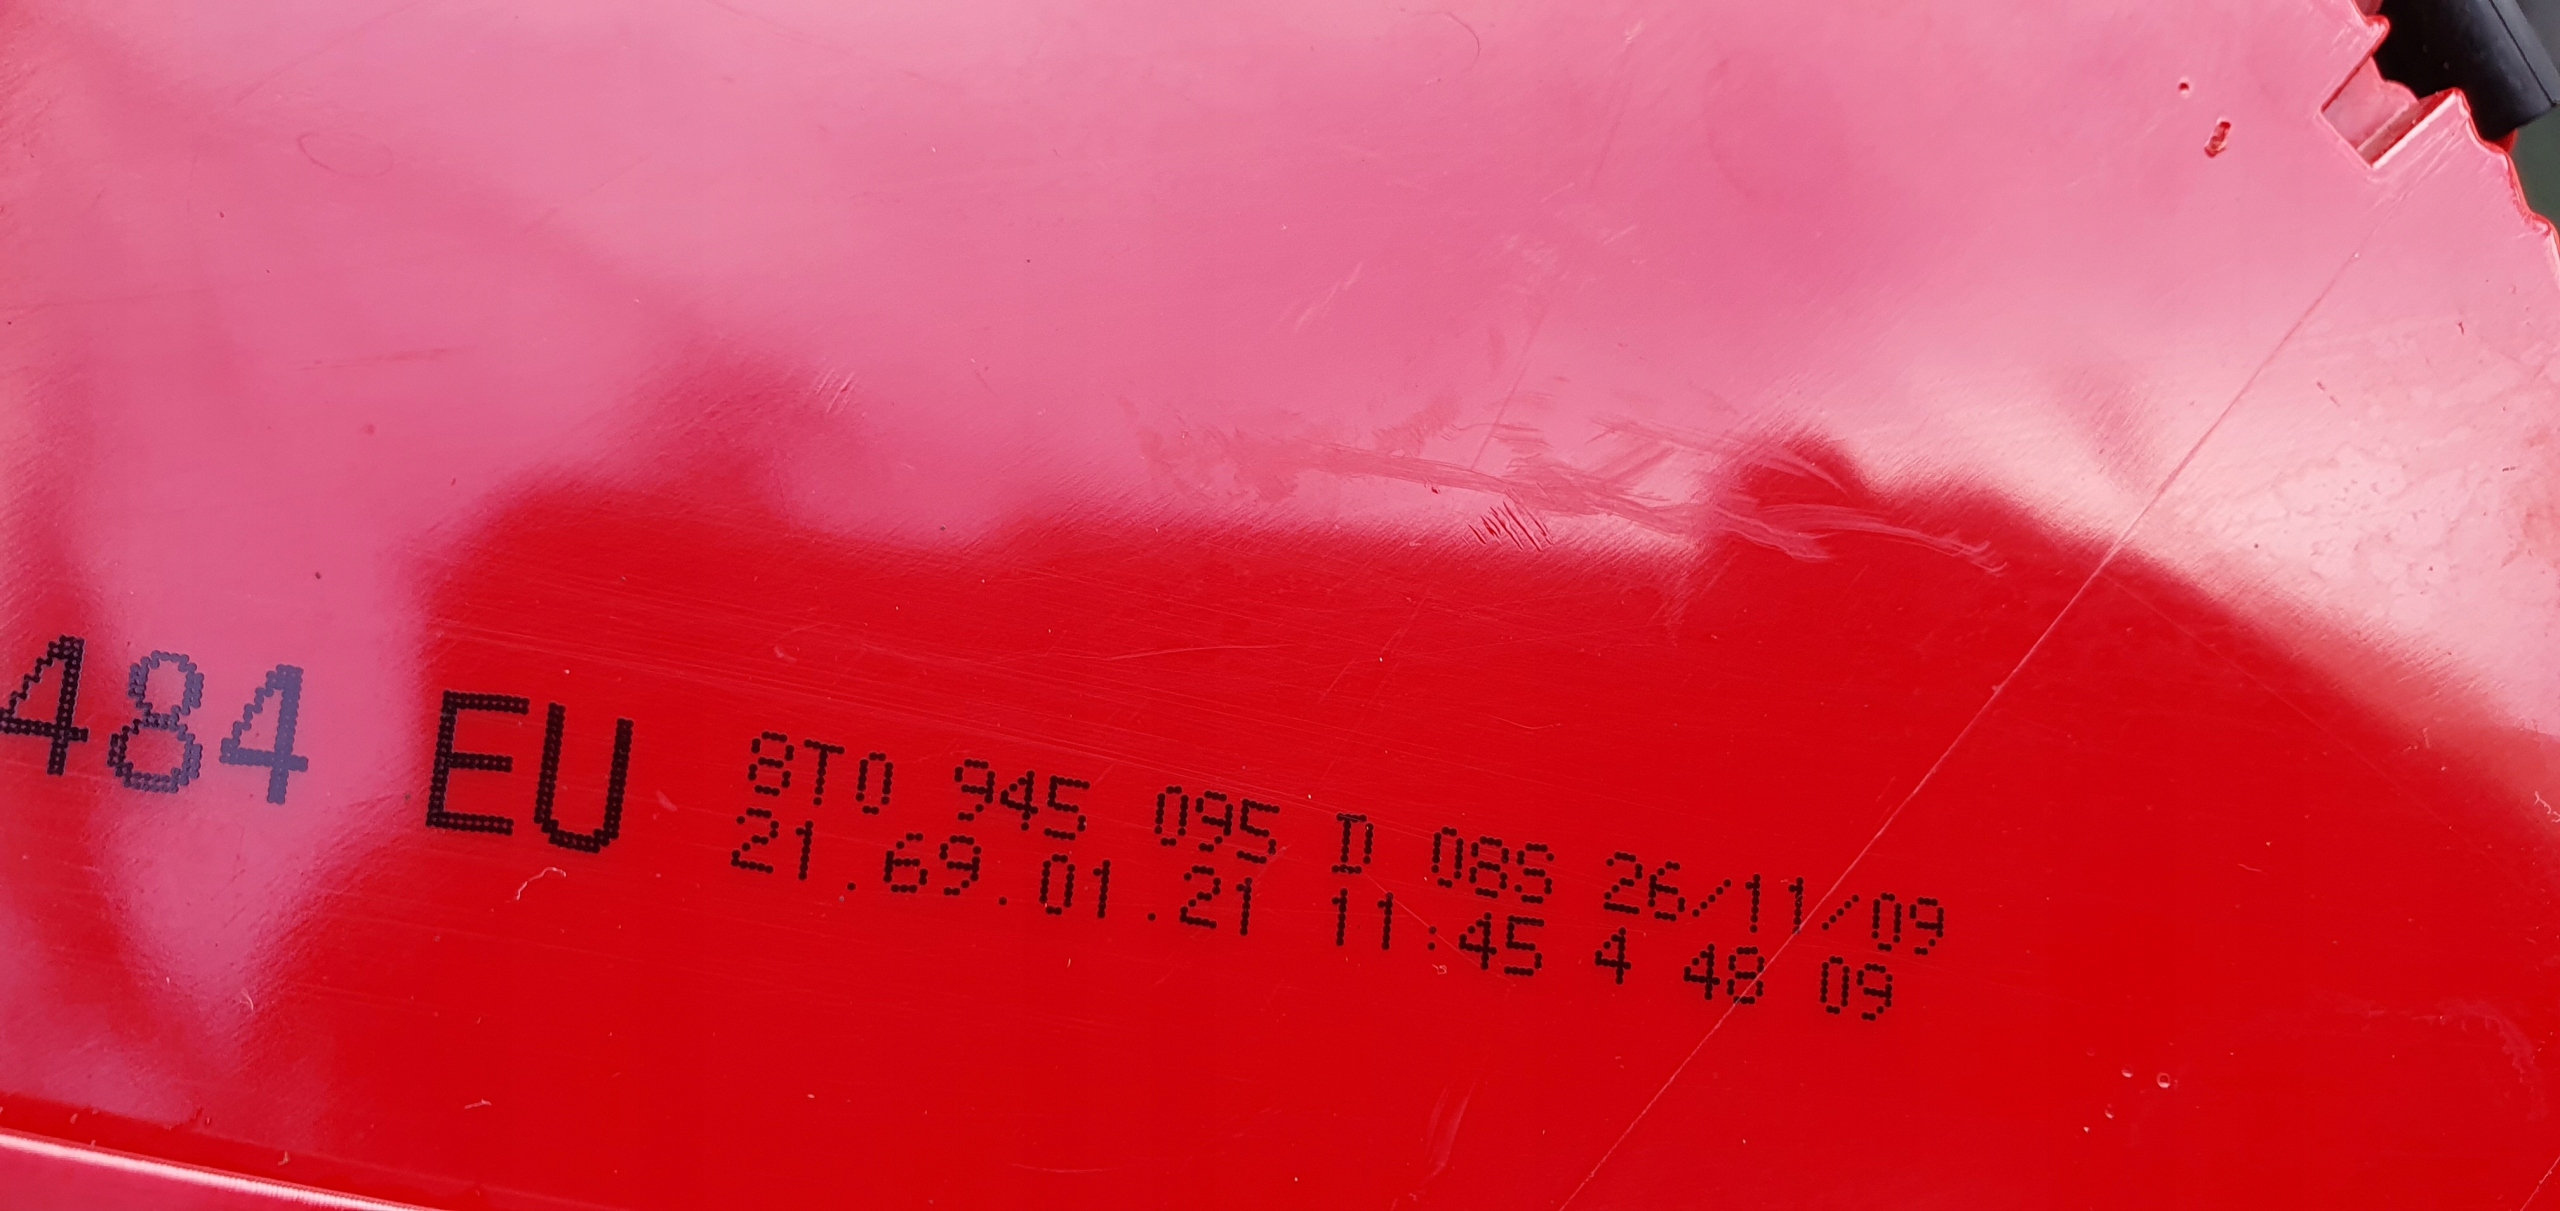 484 EU
8T0 945 095 D 08S 26/11/09
21.69.01.21 11:45 4 48 09